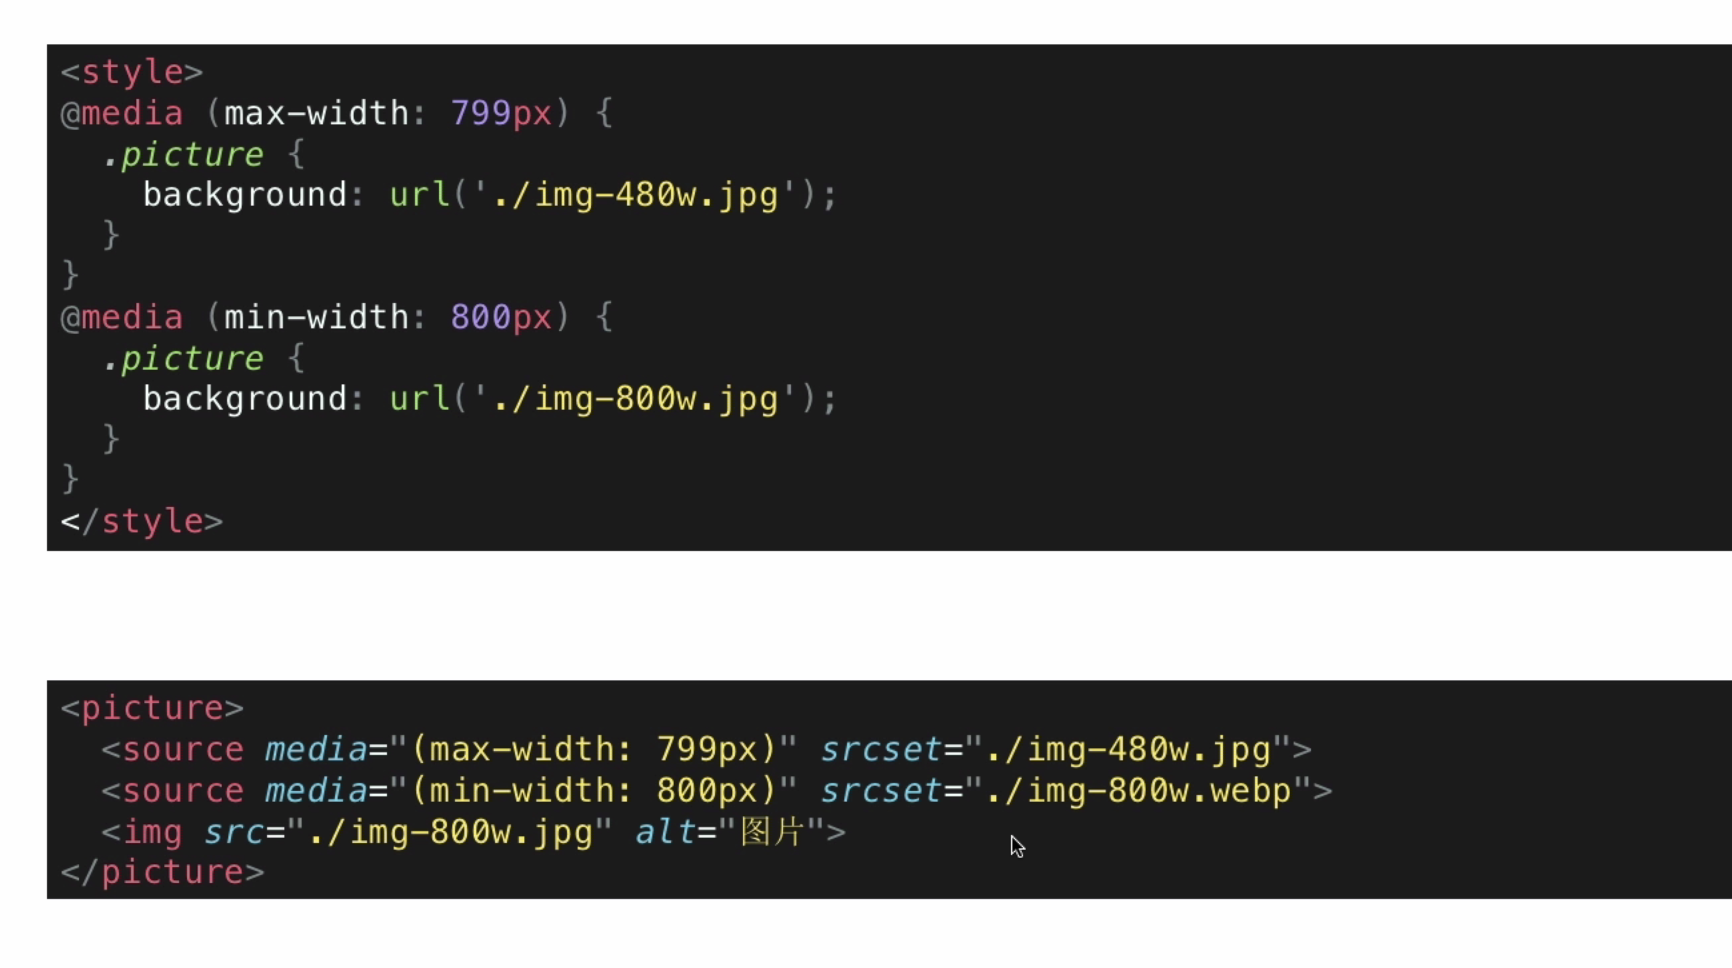 <style>
@media (max-width: 799px) {
  .picture {
    background: url('./img-480w.jpg');
  }
}
@media (min-width: 800px) {
  .picture {
    background: url('./img-800w.jpg');
  }
}
</style>
<picture>
  <source media="(max-width: 799px)" srcset="./img-480w.jpg">
  <source media="(min-width: 800px)" srcset="./img-800w.webp">
  <img src="./img-800w.jpg" alt="图片">
</picture>